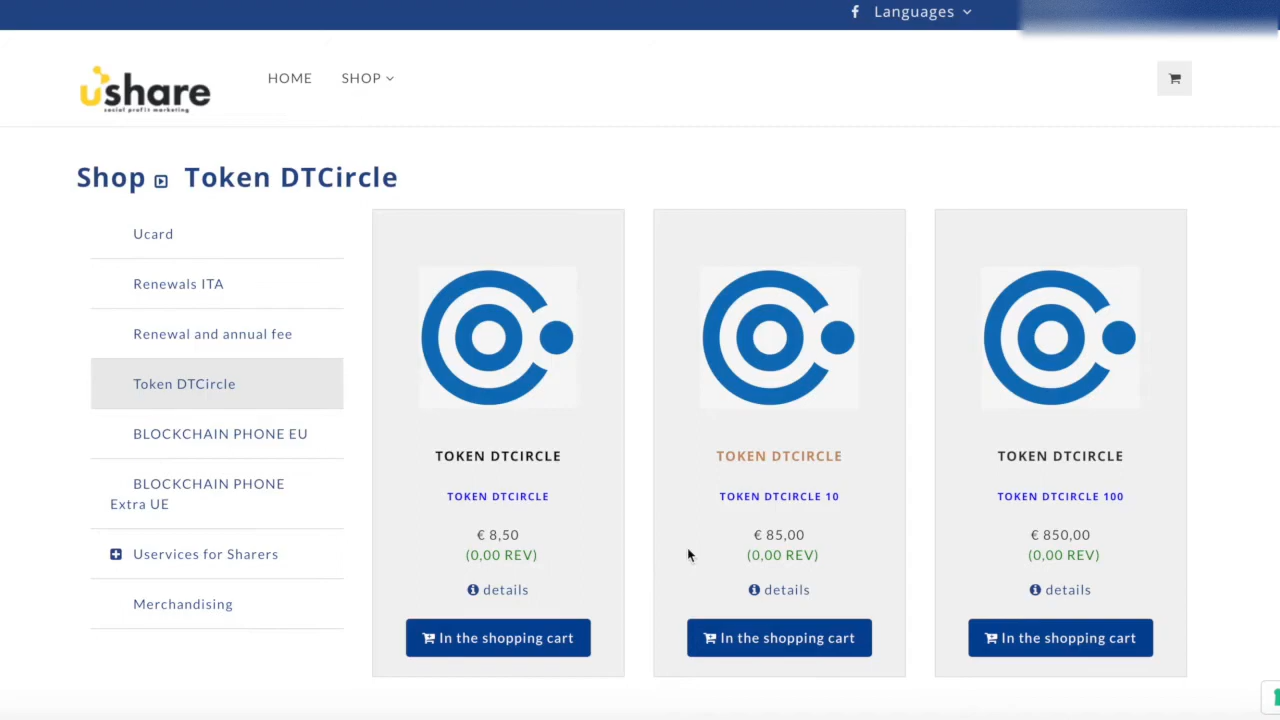 Languages
ushare
social profit marketing
HOME
SHOP
Shop Token DTCircle
Ucard
Renewals ITA
Renewal and annual fee
Token DTCircle
BLOCKCHAIN PHONE EU
BLOCKCHAIN PHONE
Extra UE
Uservices for Sharers
Merchandising
TOKEN DTCIRCLE
TOKEN DTCIRCLE
€ 8,50
(0,00 REV)
details
In the shopping cart
TOKEN DTCIRCLE
TOKEN DTCIRCLE 10
€ 85,00
(0,00 REV)
details
In the shopping cart
TOKEN DTCIRCLE
TOKEN DTCIRCLE 100
€ 850,00
(0,00 REV)
details
In the shopping cart